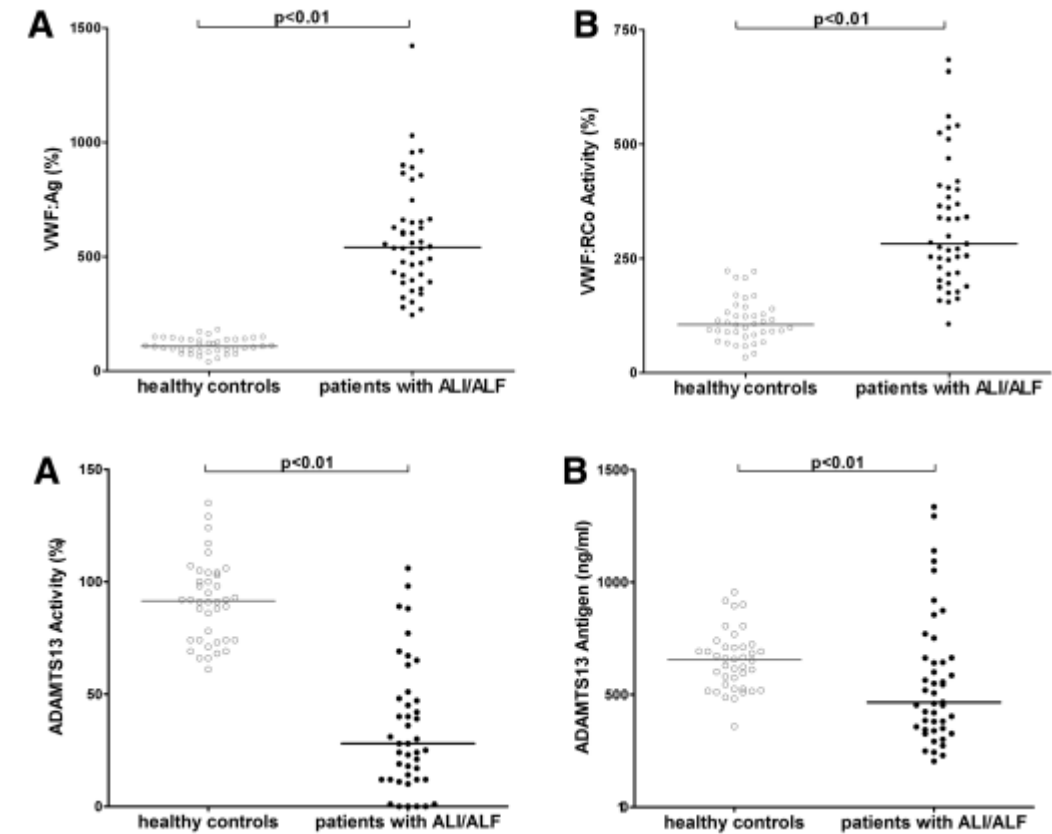 A
p<0.01
1500
1000
500
0
VWF:Ag (%)
healthy controls
patients with ALI/ALF
B
p<0.01
750
500
250
0
VWF:RCo Activity (%)
healthy controls
patients with ALI/ALF
A
p<0.01
150
100
50
0
ADAMTS13 Activity (%)
healthy controls
patients with ALI/ALF
B
p<0.01
1500
1000
500
0
ADAMTS13 Antigen (ng/ml)
healthy controls
patients with ALI/ALF